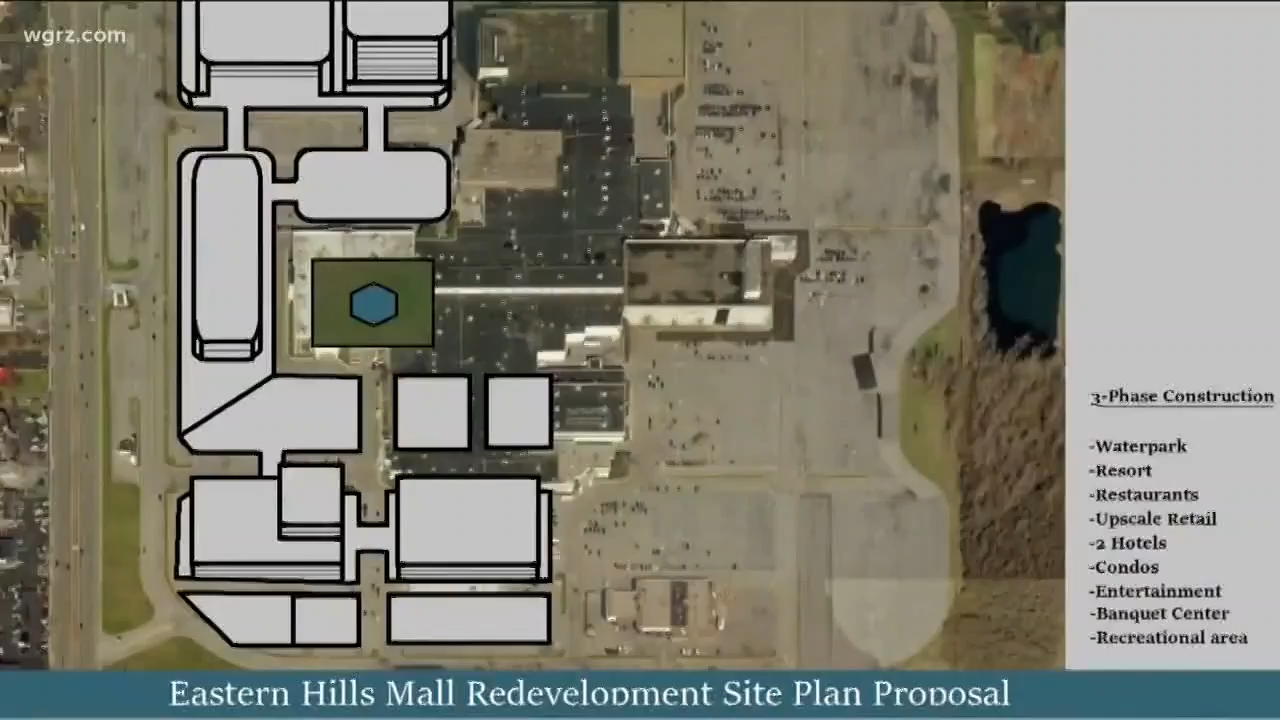 wgrz.com
3-Phase Construction
-Waterpark
-Resort
-Restaurants
-Upscale Retail
-2 Hotels
-Condos
-Entertainment
-Banquet Center
-Recreational area
Eastern Hills Mall Redevelopment Site Plan Proposal